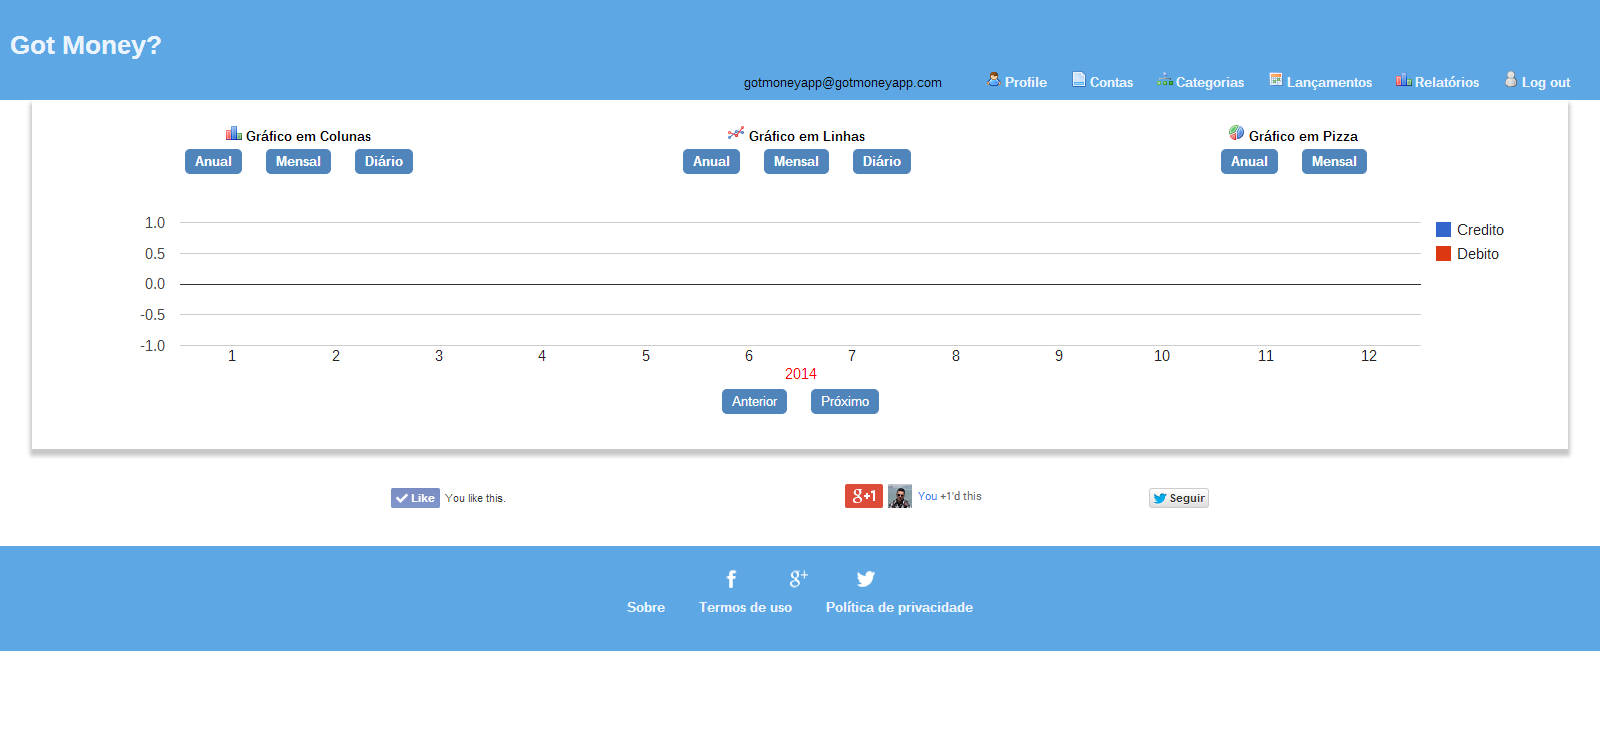 Got Money?
gotmoneyapp@gotmoneyapp.com Profile Contas Categorias Lançamentos Relatórios Log out
Gráfico em Colunas Gráfico em Linhas Gráfico em Pizza
Anual Mensal Diário Anual Mensal Diário Anual Mensal
1.0
0.5
0.0
-0.5
-1.0
Credito
Debito
1 2 3 4 5 6 7 8 9 10 11 12
2014
Anterior Próximo
Like You like this. g+1 You +1'd this Seguir
f g+
Sobre Termos de uso Política de privacidade